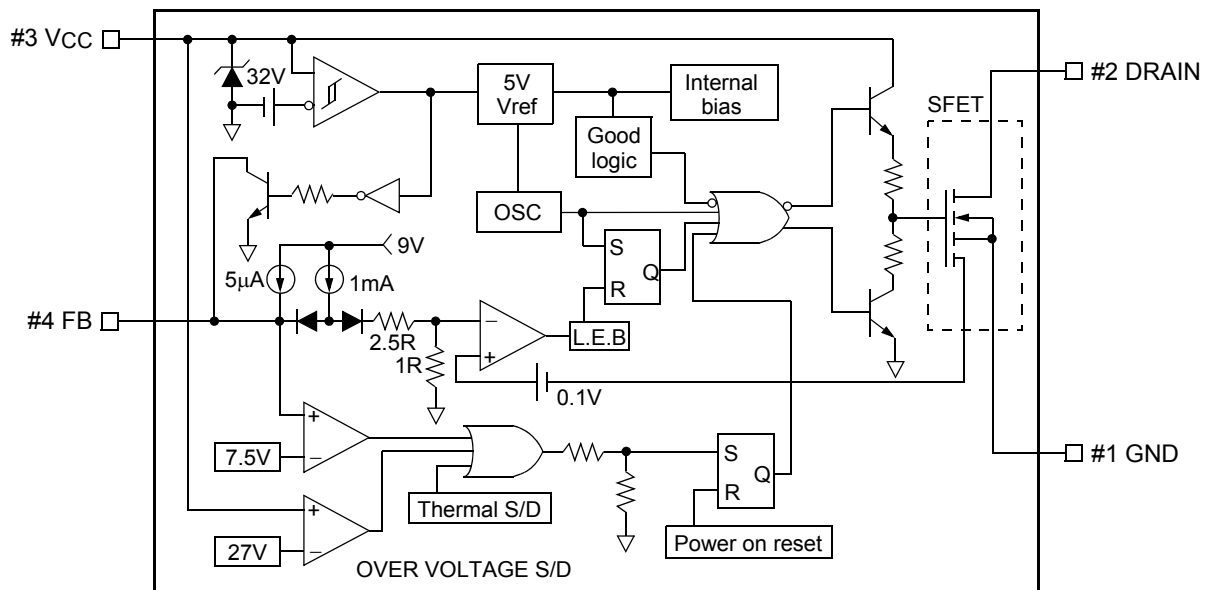 #3 VCC
32V
5V
Vref
Internal
bias
#2 DRAIN
SFET
Good
logic
OSC
9V
5μA
1mA
S
Q
R
#4 FB
2.5R
1R
−
+
L.E.B
0.1V
+
−
7.5V
Thermal S/D
S
Q
R
#1 GND
+
−
27V
Power on reset
OVER VOLTAGE S/D